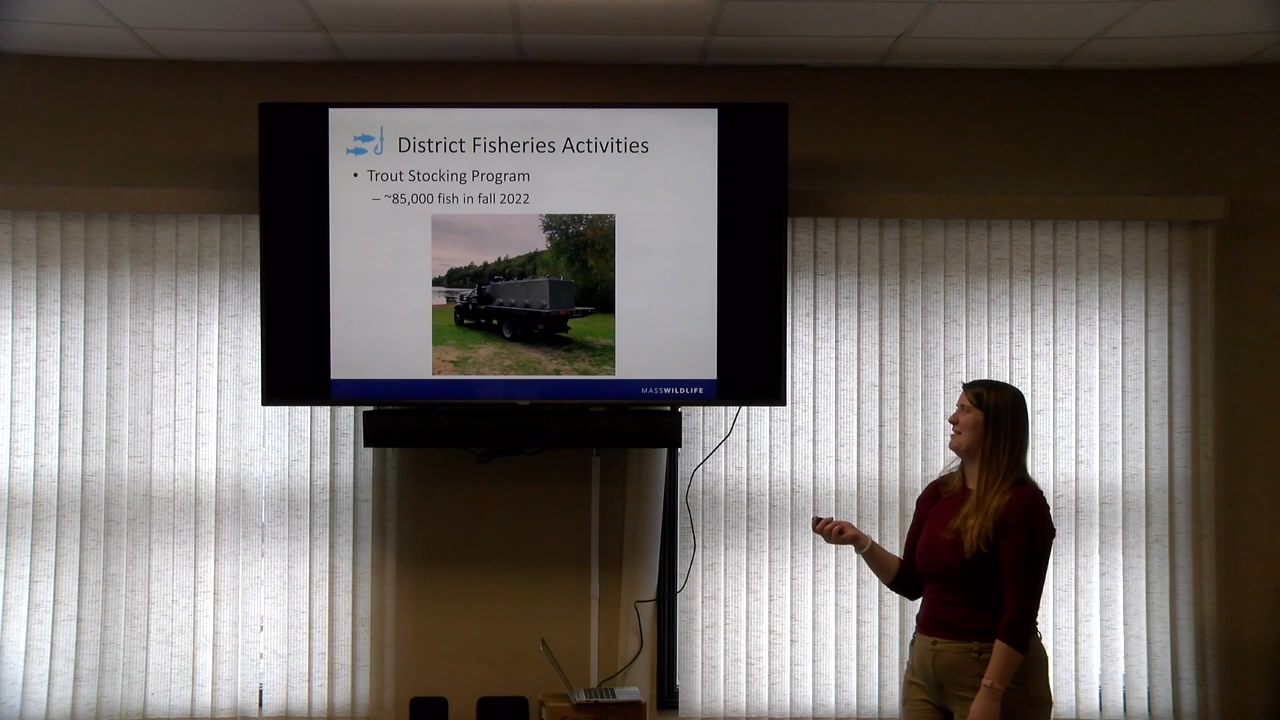 District Fisheries Activities
• Trout Stocking Program
– ~85,000 fish in fall 2022
MASSWILDLIFE